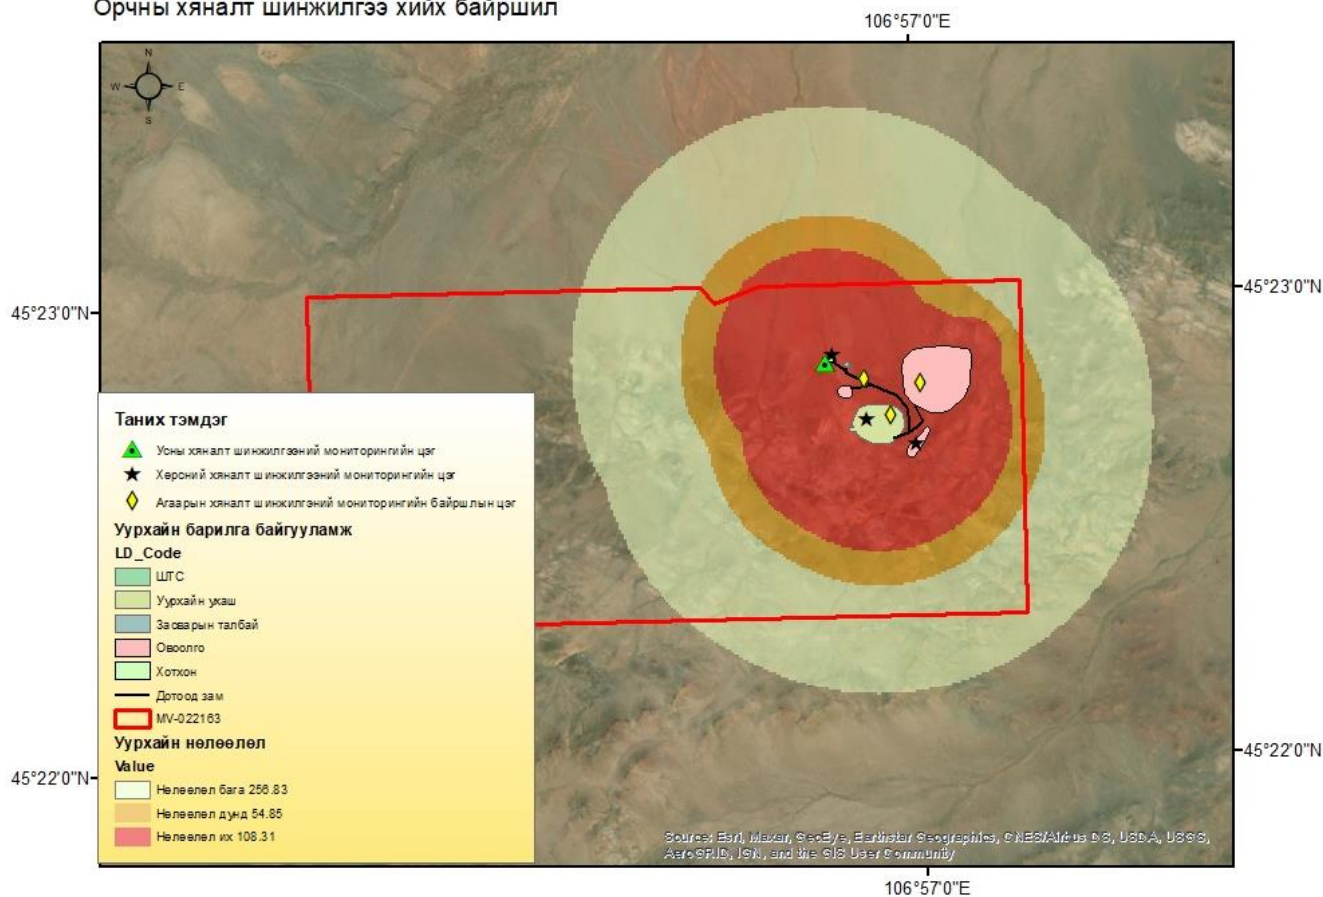 Орчны хяналт шинжилгээ хийх байршил
106°57'0"E
N
W E
S
45°23'0"N
45°23'0"N
Таних тэмдэг
Усны хяналт шинжилгээний мониторингийн цэг
Хөрсний хяналт шинжилгээний мониторингийн цэг
Агаарын хяналт шинжилгэний мониторингийн байршлын цэг
Уурхайн барилга байгууламж
LD_Code
ШТС
Уурхайн ухаш
Засварын талбай
Овоолго
Хотхон
Дотоод зам
MV-022163
Уурхайн нөлөөлөл
Value
Нөлөөлөл бага 256.83
Нөлөөлөл дунд 54.85
Нөлөөлөл их 108.31
45°22'0"N
45°22'0"N
Source: Esri, Maxar, GeoEye, Earthstar Geographics, CNES/Airbus DS, USDA, USGS,
AeroGRID, IGN, and the GIS User Community
106°57'0"E